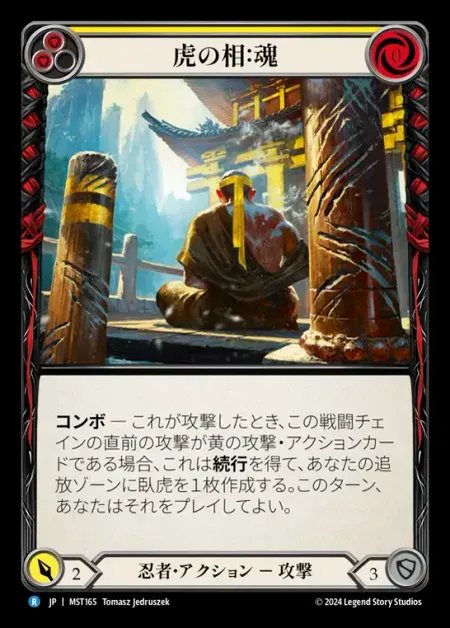 虎の相:魂
0
コンボ — これが攻撃したとき、この戦闘チェ
インの直前の攻撃が黄の攻撃・アクションカー
ドである場合、これは続行を得て、あなたの追
放ゾーンに臥虎を1枚作成する。このターン、
あなたはそれをプレイしてよい。
2
忍者・アクション — 攻撃
3
R JP | MST165 Tomasz Jedruszek
© 2024 Legend Story Studios